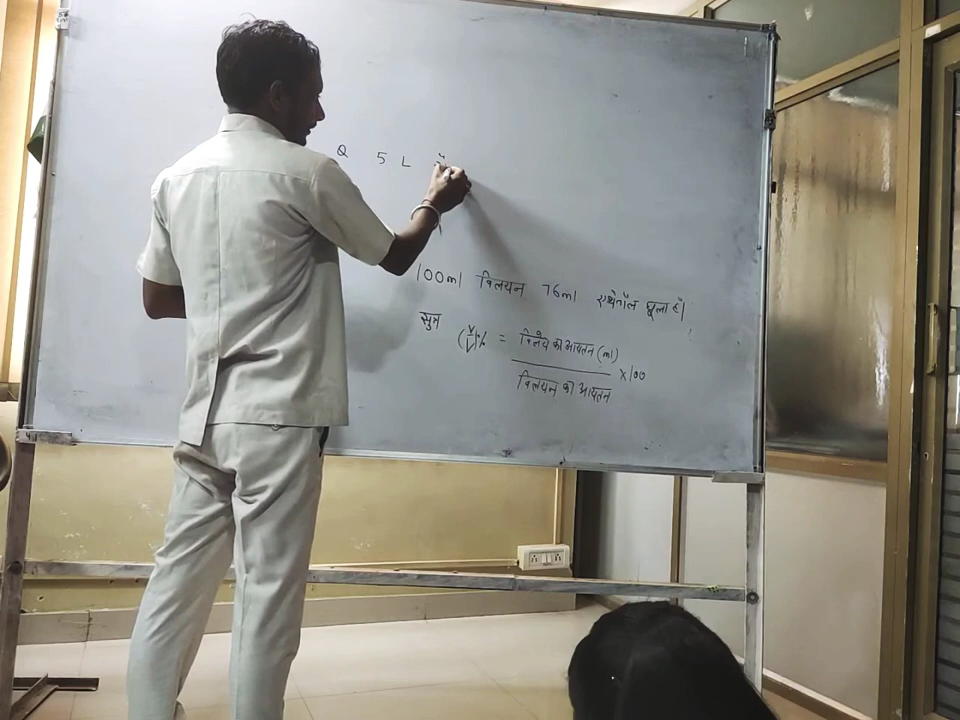 Q 5 L
100ml विलयन 76ml एथेनॉल घूला हैं।
सुत्र (V/V)% = विलेय का आयतन (ml)
विलयन का आयतन
×100